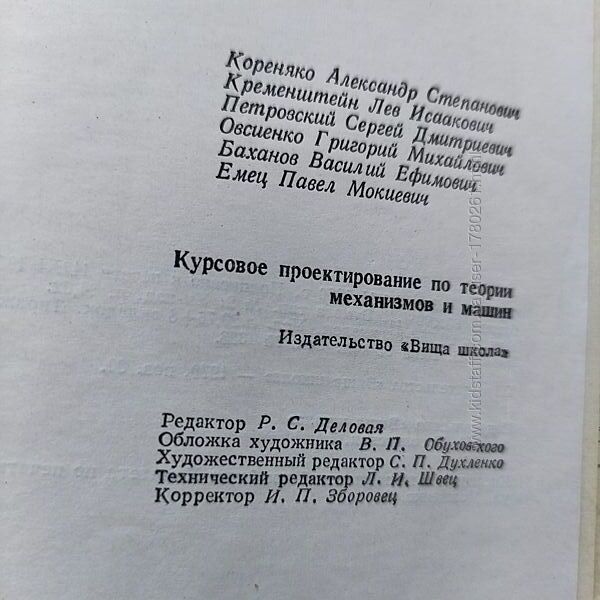 Кореняко Александр Степанович
Кременштейн Лев Исаакович
Петровский Сергей Дмитриевич
Овсиенко Григорий Михайлович
Баханов Василий Ефимович
Емец Павел Мокиевич
Курсовое проектирование по теории
механизмов и машин
Издательство «Вища школа»
Редактор Р. С. Деловая
Обложка художника В. П. Обуховского
Художественный редактор С. П. Духленко
Технический редактор Л. И. Швец
Корректор И. П. Зборовец